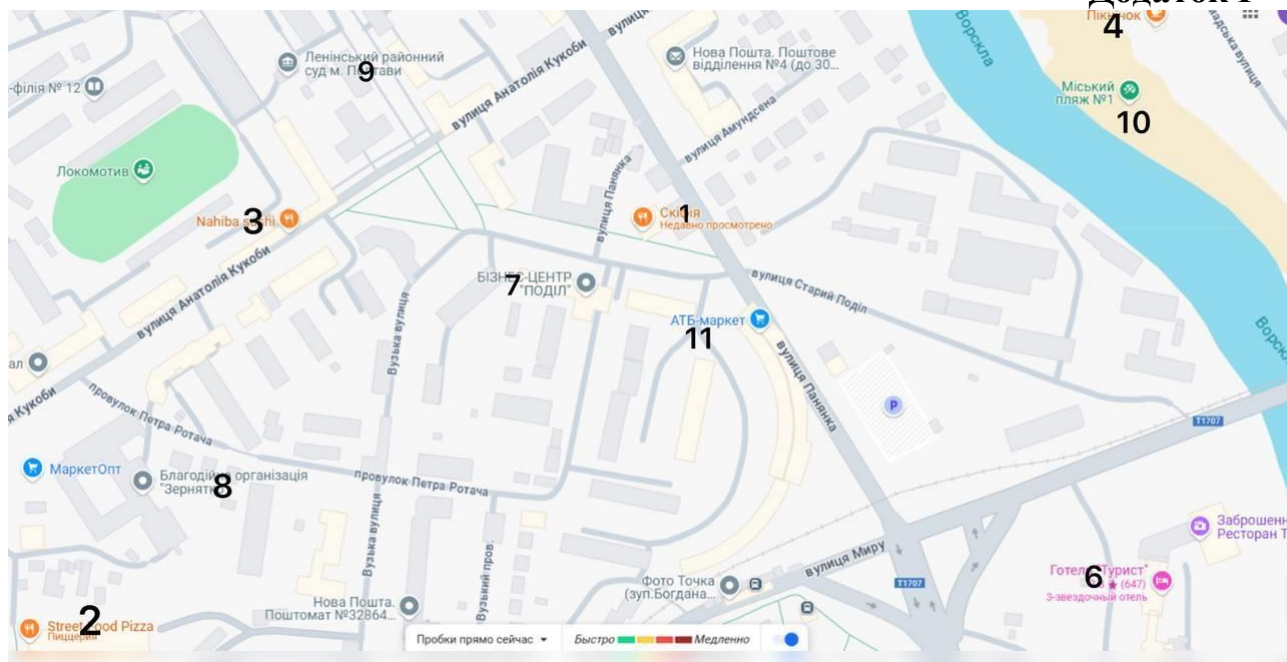 Додаток 1
Пікнінок
4
Ворскла
Ленінський районний
суд м. Полтави
9
вулиця Анатолія Кукоби
Нова Пошта. Поштове
відділення №4 (до 30...
-філія № 12
Міський
пляж №1
10
вулиця Амундсена
Локомотив
вулиця Панянка
Nahiba sushi
3
Скіфія
Недавно просмотрено
1
БІЗНЕС-ЦЕНТР
"ПОДІЛ"
7
вулиця Старий Поділ
вулиця Анатолія Кукоби
Вузька вулиця
АТБ-маркет
11
вулиця Панянка
ал
Кукоби
P
провулок Петра Ротача
T1707
МаркетОпт
Благодійна організація
"Зернятко"
8
провулок Петра Ротача
Вузька вулиця
Вузький пров.
вулиця Миру
Заброшенн
Ресторан Т
Фото Точка
(зуп.Богдана...
T1707
Готель "Турист"
6
★ (647)
3-звездочный отель
Нова Пошта.
Поштомат №32864...
Street Food Pizza
Пиццерия
2
Пробки прямо сейчас
Быстро
Медленно